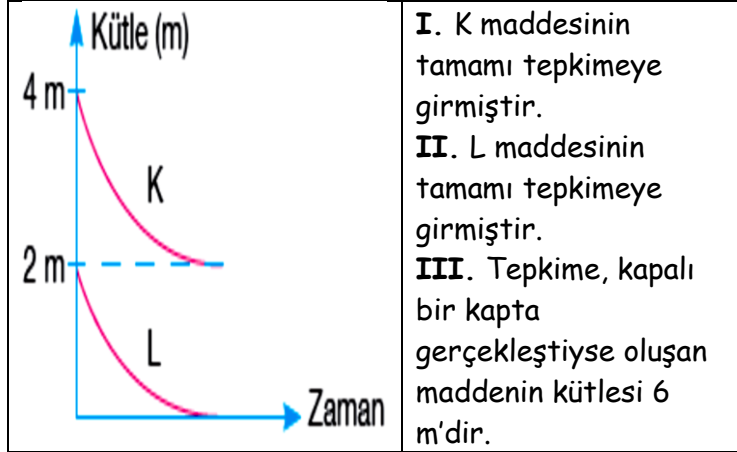 Kütle (m)
4 m
K
2 m
L
Zaman
I. K maddesinin
tamamı tepkimeye
girmiştir.
II. L maddesinin
tamamı tepkimeye
girmiştir.
III. Tepkime, kapalı
bir kapta
gerçekleştiyse oluşan
maddenin kütlesi 6
m’dir.